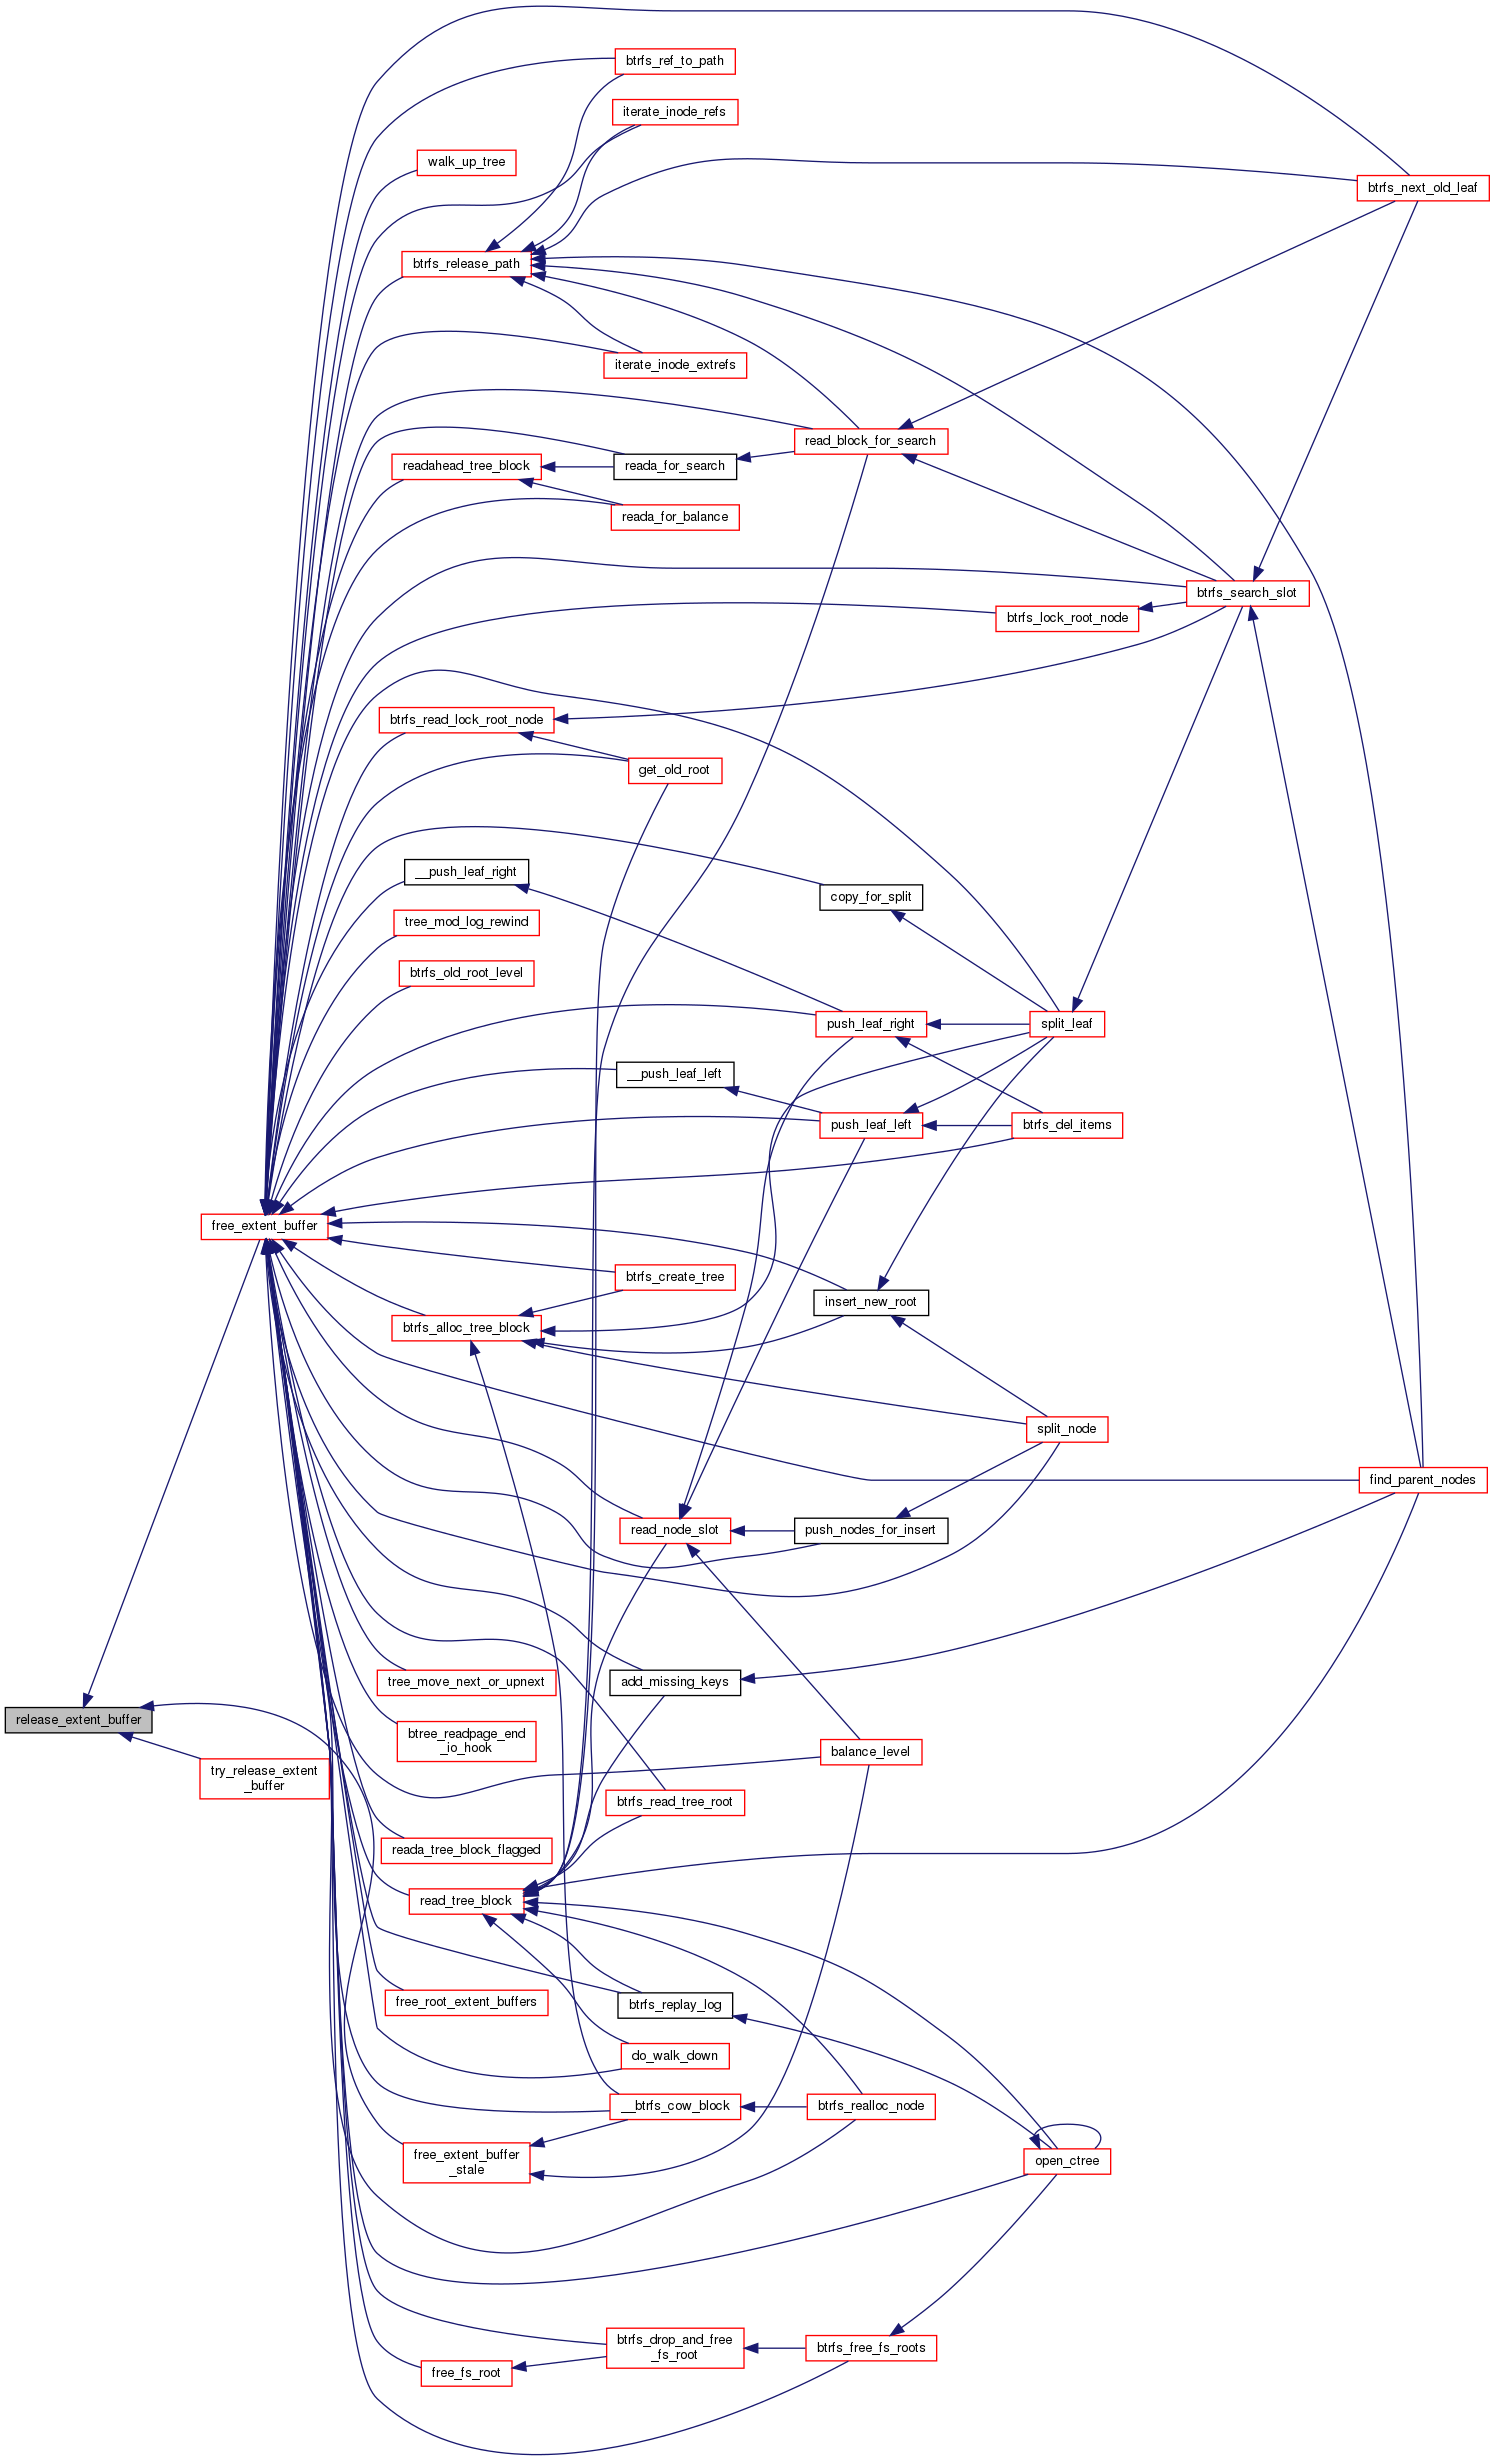 btrfs_ref_to_path
iterate_inode_refs
walk_up_tree
btrfs_next_old_leaf
btrfs_release_path
iterate_inode_extrefs
read_block_for_search
readahead_tree_block
reada_for_search
reada_for_balance
btrfs_search_slot
btrfs_lock_root_node
btrfs_read_lock_root_node
get_old_root
__push_leaf_right
copy_for_split
tree_mod_log_rewind
btrfs_old_root_level
push_leaf_right
split_leaf
__push_leaf_left
push_leaf_left
btrfs_del_items
free_extent_buffer
btrfs_create_tree
insert_new_root
btrfs_alloc_tree_block
split_node
find_parent_nodes
read_node_slot
push_nodes_for_insert
tree_move_next_or_upnext
add_missing_keys
release_extent_buffer
btree_readpage_end
_io_hook
balance_level
try_release_extent
_buffer
btrfs_read_tree_root
reada_tree_block_flagged
read_tree_block
free_root_extent_buffers
btrfs_replay_log
do_walk_down
__btrfs_cow_block
btrfs_realloc_node
free_extent_buffer
_stale
open_ctree
btrfs_drop_and_free
_fs_root
btrfs_free_fs_roots
free_fs_root